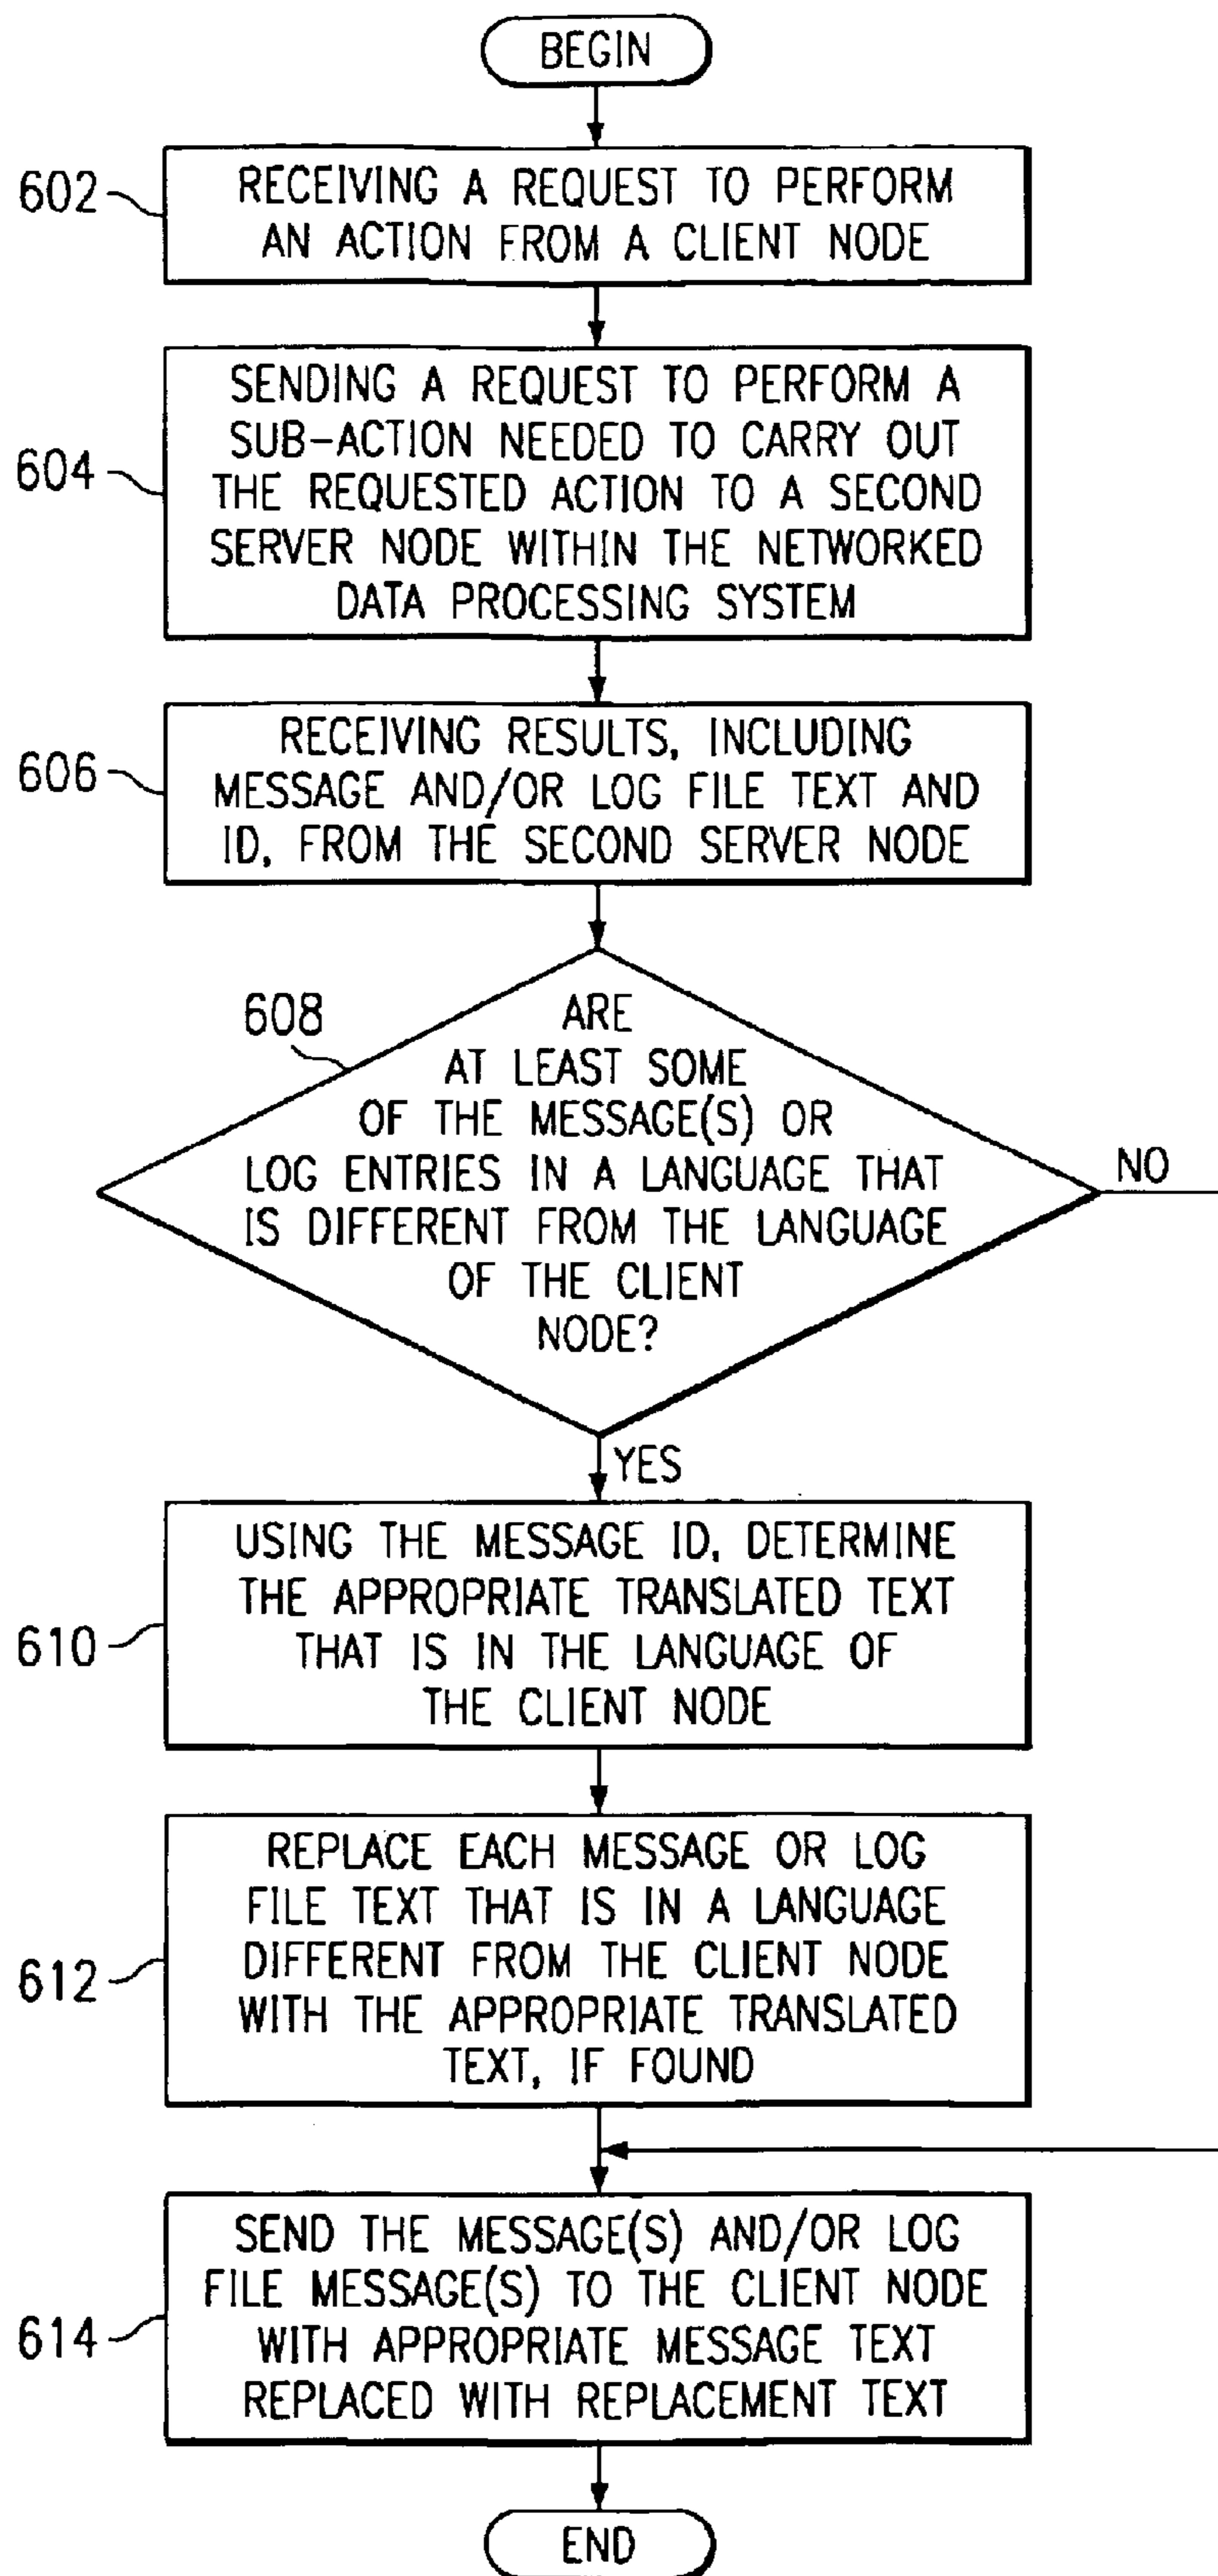 BEGIN
602
RECEIVING A REQUEST TO PERFORM
AN ACTION FROM A CLIENT NODE
604
SENDING A REQUEST TO PERFORM A
SUB-ACTION NEEDED TO CARRY OUT
THE REQUESTED ACTION TO A SECOND
SERVER NODE WITHIN THE NETWORKED
DATA PROCESSING SYSTEM
606
RECEIVING RESULTS, INCLUDING
MESSAGE AND/OR LOG FILE TEXT AND
ID, FROM THE SECOND SERVER NODE
608
ARE
AT LEAST SOME
OF THE MESSAGE(S) OR
LOG ENTRIES IN A LANGUAGE THAT
IS DIFFERENT FROM THE LANGUAGE
OF THE CLIENT
NODE?
NO
YES
610
USING THE MESSAGE ID, DETERMINE
THE APPROPRIATE TRANSLATED TEXT
THAT IS IN THE LANGUAGE OF
THE CLIENT NODE
612
REPLACE EACH MESSAGE OR LOG
FILE TEXT THAT IS IN A LANGUAGE
DIFFERENT FROM THE CLIENT NODE
WITH THE APPROPRIATE TRANSLATED
TEXT, IF FOUND
614
SEND THE MESSAGE(S) AND/OR LOG
FILE MESSAGE(S) TO THE CLIENT NODE
WITH APPROPRIATE MESSAGE TEXT
REPLACED WITH REPLACEMENT TEXT
END